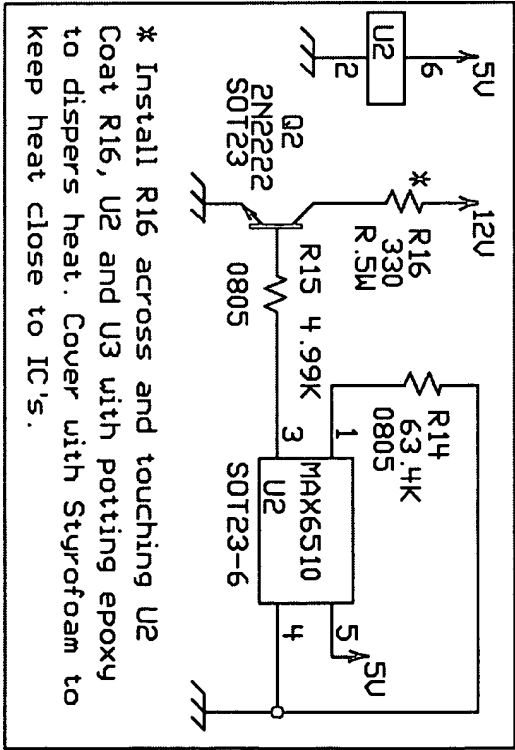 5V
6
U2
2
12V
*
R16
330
R.5W
Q2
2N2222
SOT23
R15 4.99K
0805
R14
63.4K
0805
1
3
MAX6510
U2
SOT23-6
5
5V
4
* Install R16 across and touching U2
Coat R16, U2 and U3 with potting epoxy
to dispers heat. Cover with Styrofoam to
keep heat close to IC's.